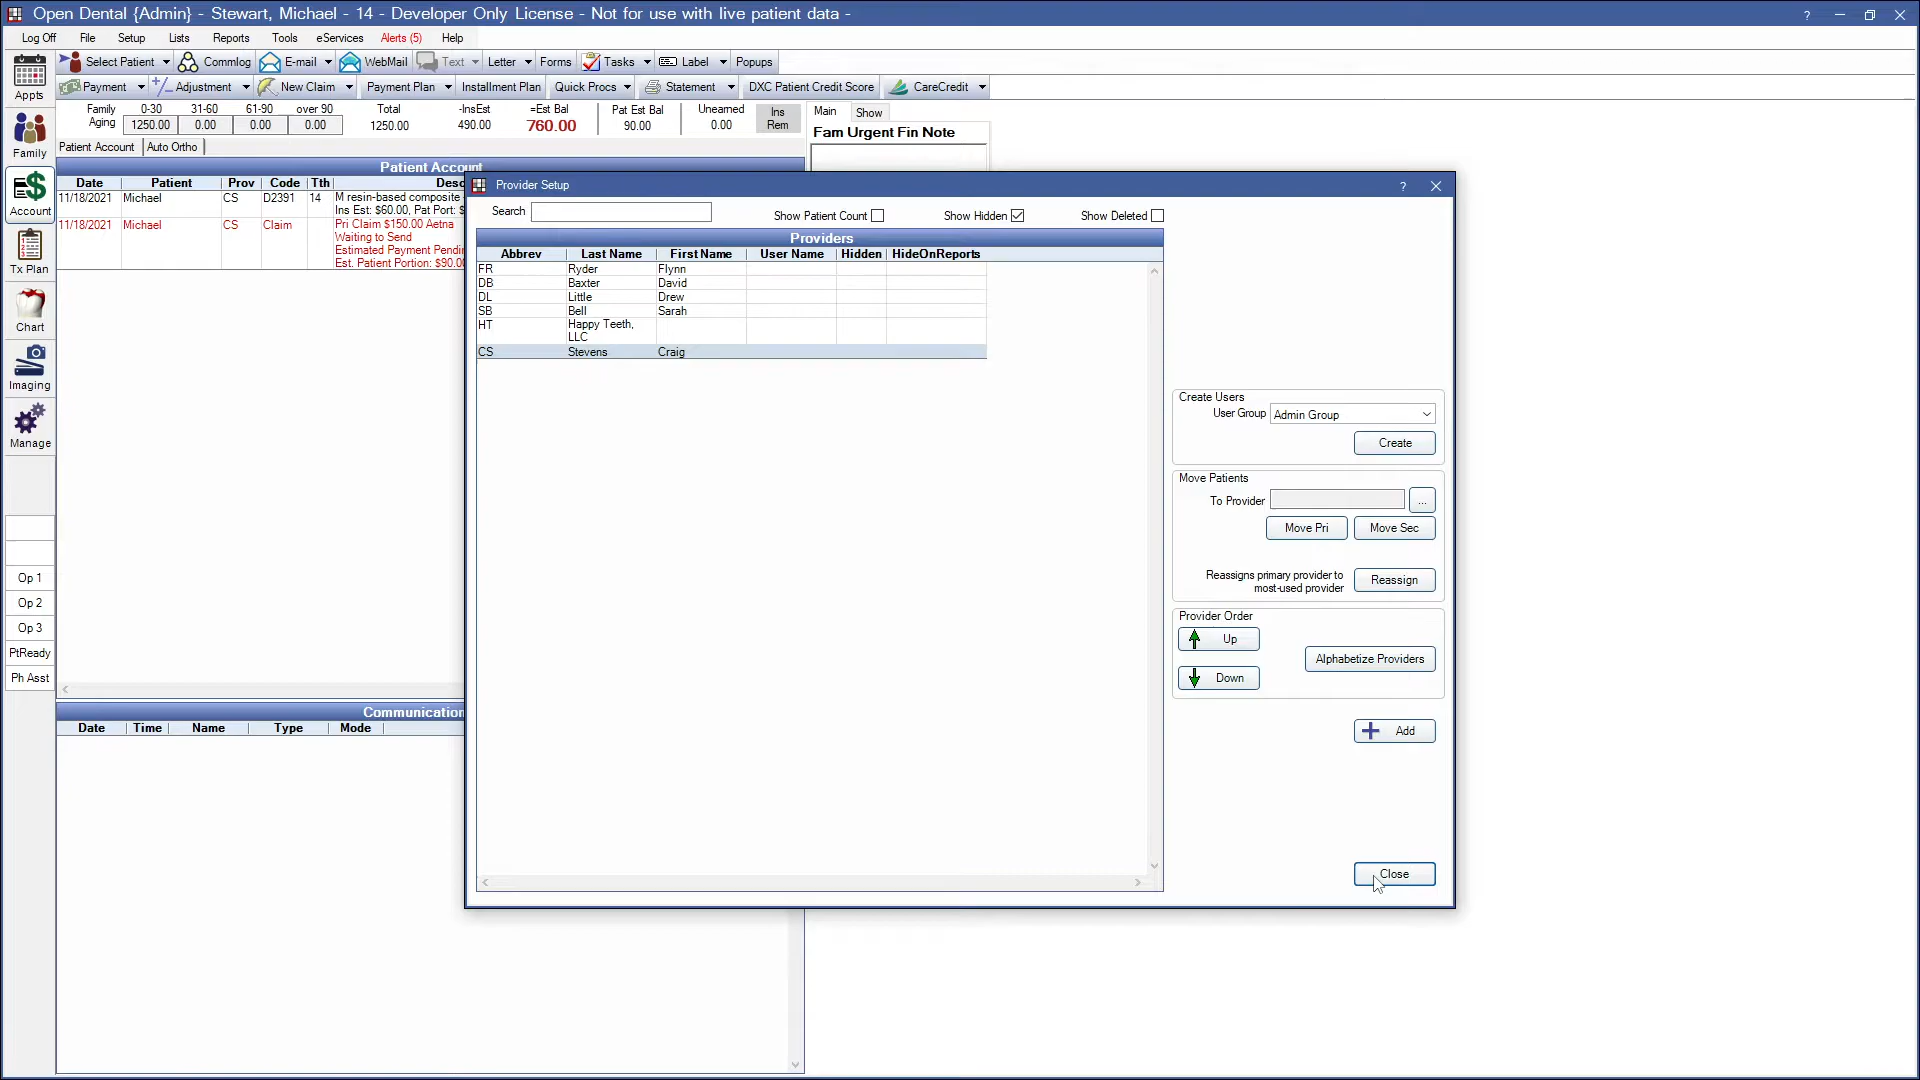 Open Dental {Admin} - Stewart, Michael - 14 - Developer Only License - Not for use with live patient data -
?
Log Off File Setup Lists Reports Tools eServices Alerts (5) Help
Select Patient Commlog E-mail WebMail Text Letter Forms Tasks Label Popups
Payment Adjustment New Claim Payment Plan Installment Plan Quick Procs Statement DXC Patient Credit Score CareCredit
Family Aging
0-30 31-60 61-90 over 90 Total -InsEst =Est Bal Pat Est Bal Unearned
1250.00 0.00 0.00 0.00 1250.00 490.00 760.00 90.00 0.00
Ins Rem
Main Show
Fam Urgent Fin Note
Appts
Family
Account
Tx Plan
Chart
Imaging
Manage
Op 1
Op 2
Op 3
PtReady
Ph Asst
Patient Account Auto Ortho
Patient Account
Date Patient Prov Code Tth Desc
11/18/2021 Michael CS D2391 14 M resin-based composite -
Ins Est: $60.00, Pat Port: $
11/18/2021 Michael CS Claim Pri Claim $150.00 Aetna
Waiting to Send
Estimated Payment Pendin
Est. Patient Portion: $90.00
Communication
Date Time Name Type Mode
Provider Setup
?
Search
Show Patient Count
Show Hidden
Show Deleted
Providers
Abbrev Last Name First Name User Name Hidden HideOnReports
FR Ryder Flynn
DB Baxter David
DL Little Drew
SB Bell Sarah
HT Happy Teeth,
LLC
CS Stevens Craig
Create Users
User Group Admin Group
Create
Move Patients
To Provider ...
Move Pri Move Sec
Reassigns primary provider to
most-used provider
Reassign
Provider Order
Up
Alphabetize Providers
Down
Add
Close